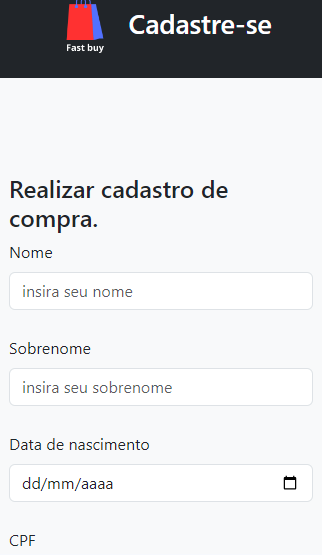 Fast buy
Cadastre-se
Realizar cadastro de
compra.
Nome
insira seu nome
Sobrenome
insira seu sobrenome
Data de nascimento
dd/mm/aaaa
CPF